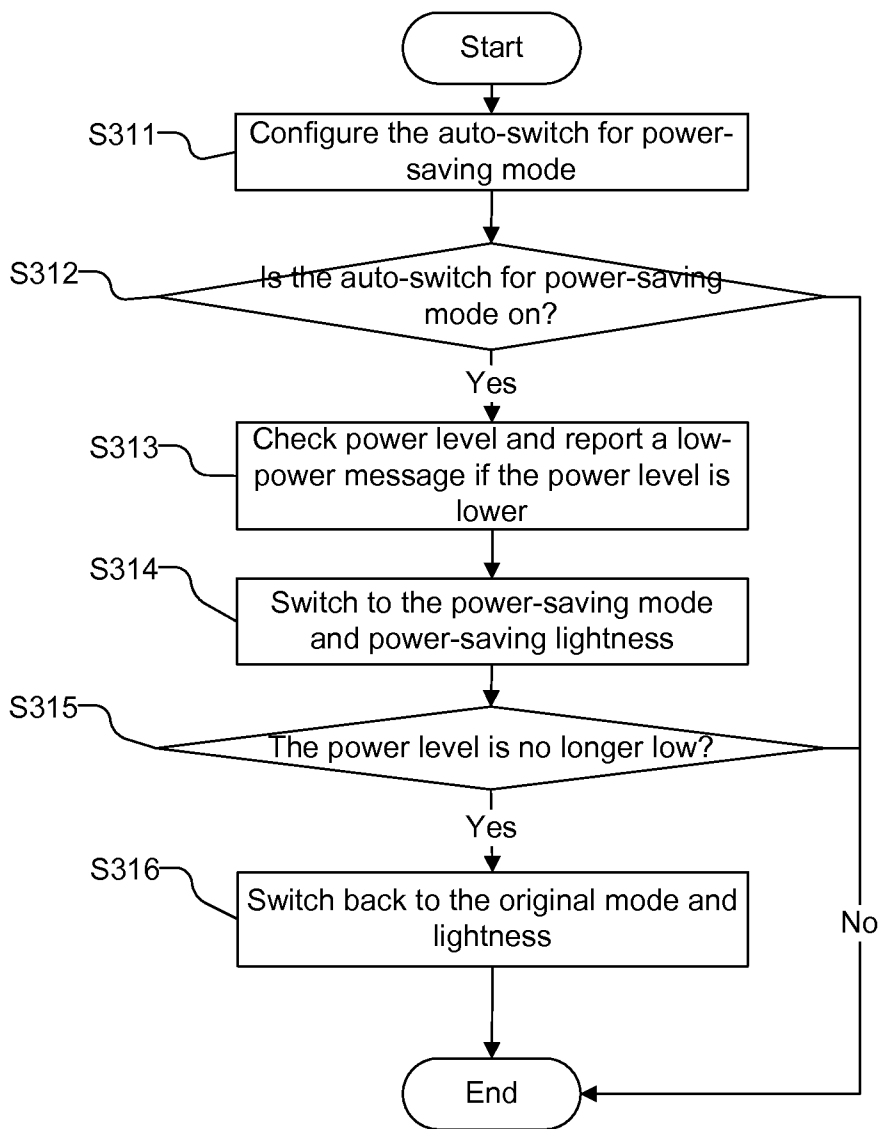 Start
S311
Configure the auto-switch for power-
saving mode
S312
Is the auto-switch for power-saving
mode on?
Yes
S313
Check power level and report a low-
power message if the power level is
lower
S314
Switch to the power-saving mode
and power-saving lightness
S315
The power level is no longer low?
Yes
S316
Switch back to the original mode and
lightness
No
End